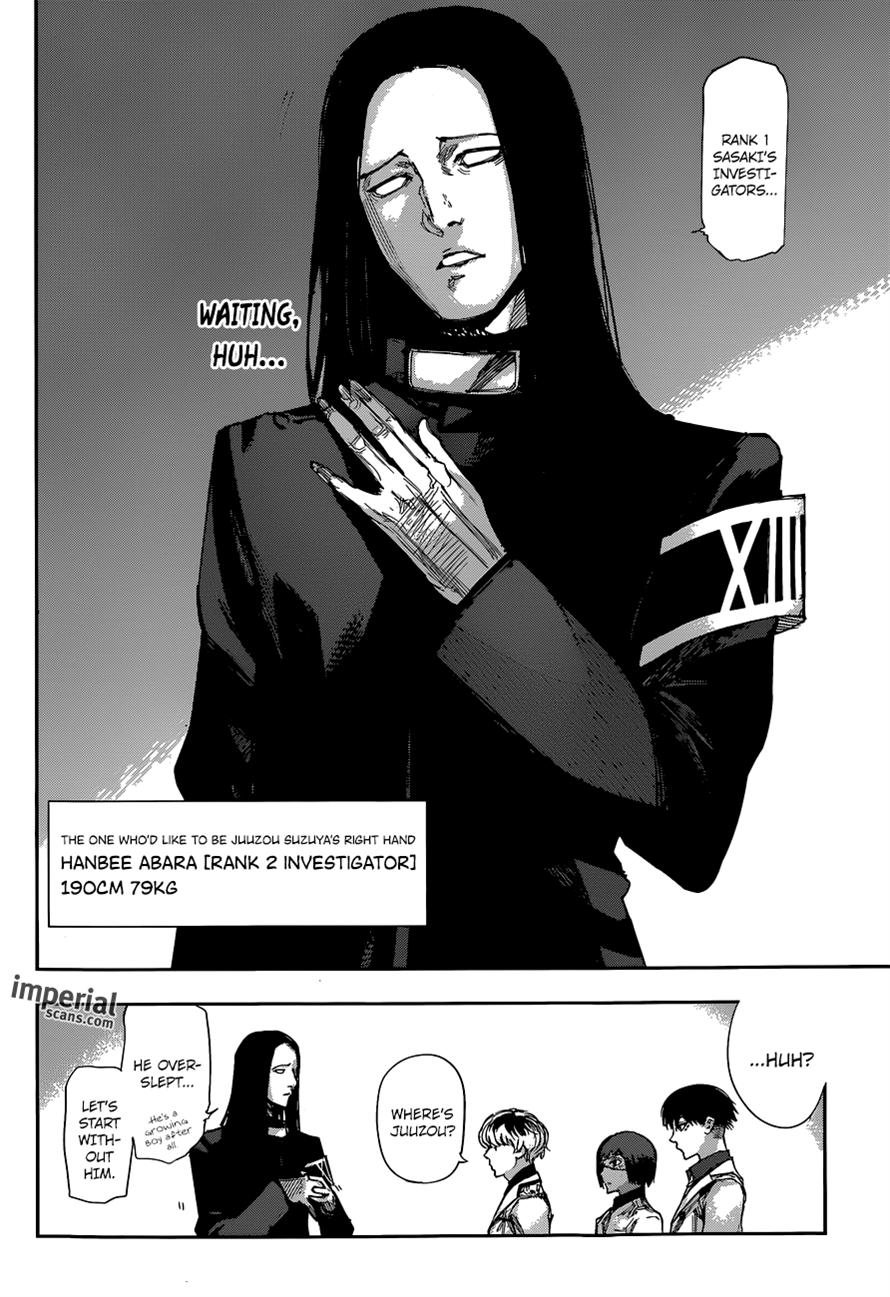 RANK 1
SASAKI'S
INVESTI-
GATORS...
WAITING,
HUH...
XIII
THE ONE WHO'D LIKE TO BE JUUZOU SUZUYA'S RIGHT HAND
HANBEE ABARA [RANK 2 INVESTIGATOR]
190CM 79KG
imperial
scans.com
...HUH?
WHERE'S
JUUZOU?
HE OVER-
SLEPT...
He's a
growing
boy after
all.
LET'S
START
WITH-
OUT
HIM.